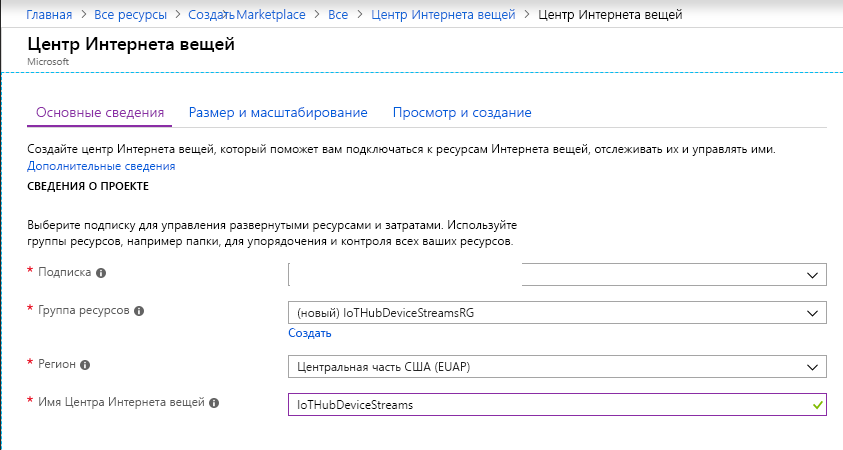 Главная > Все ресурсы > Создать Marketplace > Все > Центр Интернета вещей > Центр Интернета вещей
Центр Интернета вещей
Microsoft
Основные сведения Размер и масштабирование Просмотр и создание
Создайте центр Интернета вещей, который поможет вам подключаться к ресурсам Интернета вещей, отслеживать их и управлять ими.
Дополнительные сведения
СВЕДЕНИЯ О ПРОЕКТЕ
Выберите подписку для управления развернутыми ресурсами и затратами. Используйте
группы ресурсов, например папки, для упорядочения и контроля всех ваших ресурсов.
* Подписка
* Группа ресурсов (новый) IoTHubDeviceStreamsRG
Создать
* Регион Центральная часть США (EUAP)
* Имя Центра Интернета вещей IoTHubDeviceStreams